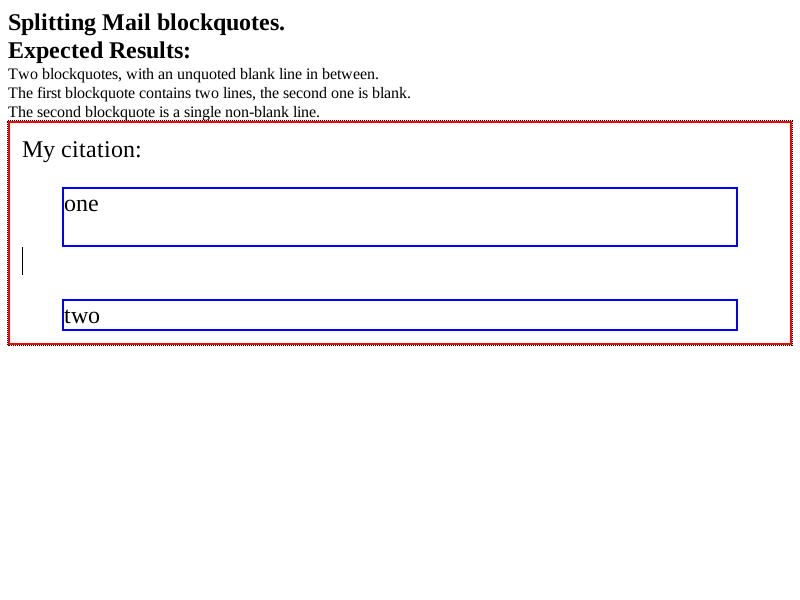 Splitting Mail blockquotes.
Expected Results:
Two blockquotes, with an unquoted blank line in between.
The first blockquote contains two lines, the second one is blank.
The second blockquote is a single non-blank line.
My citation:
one
two